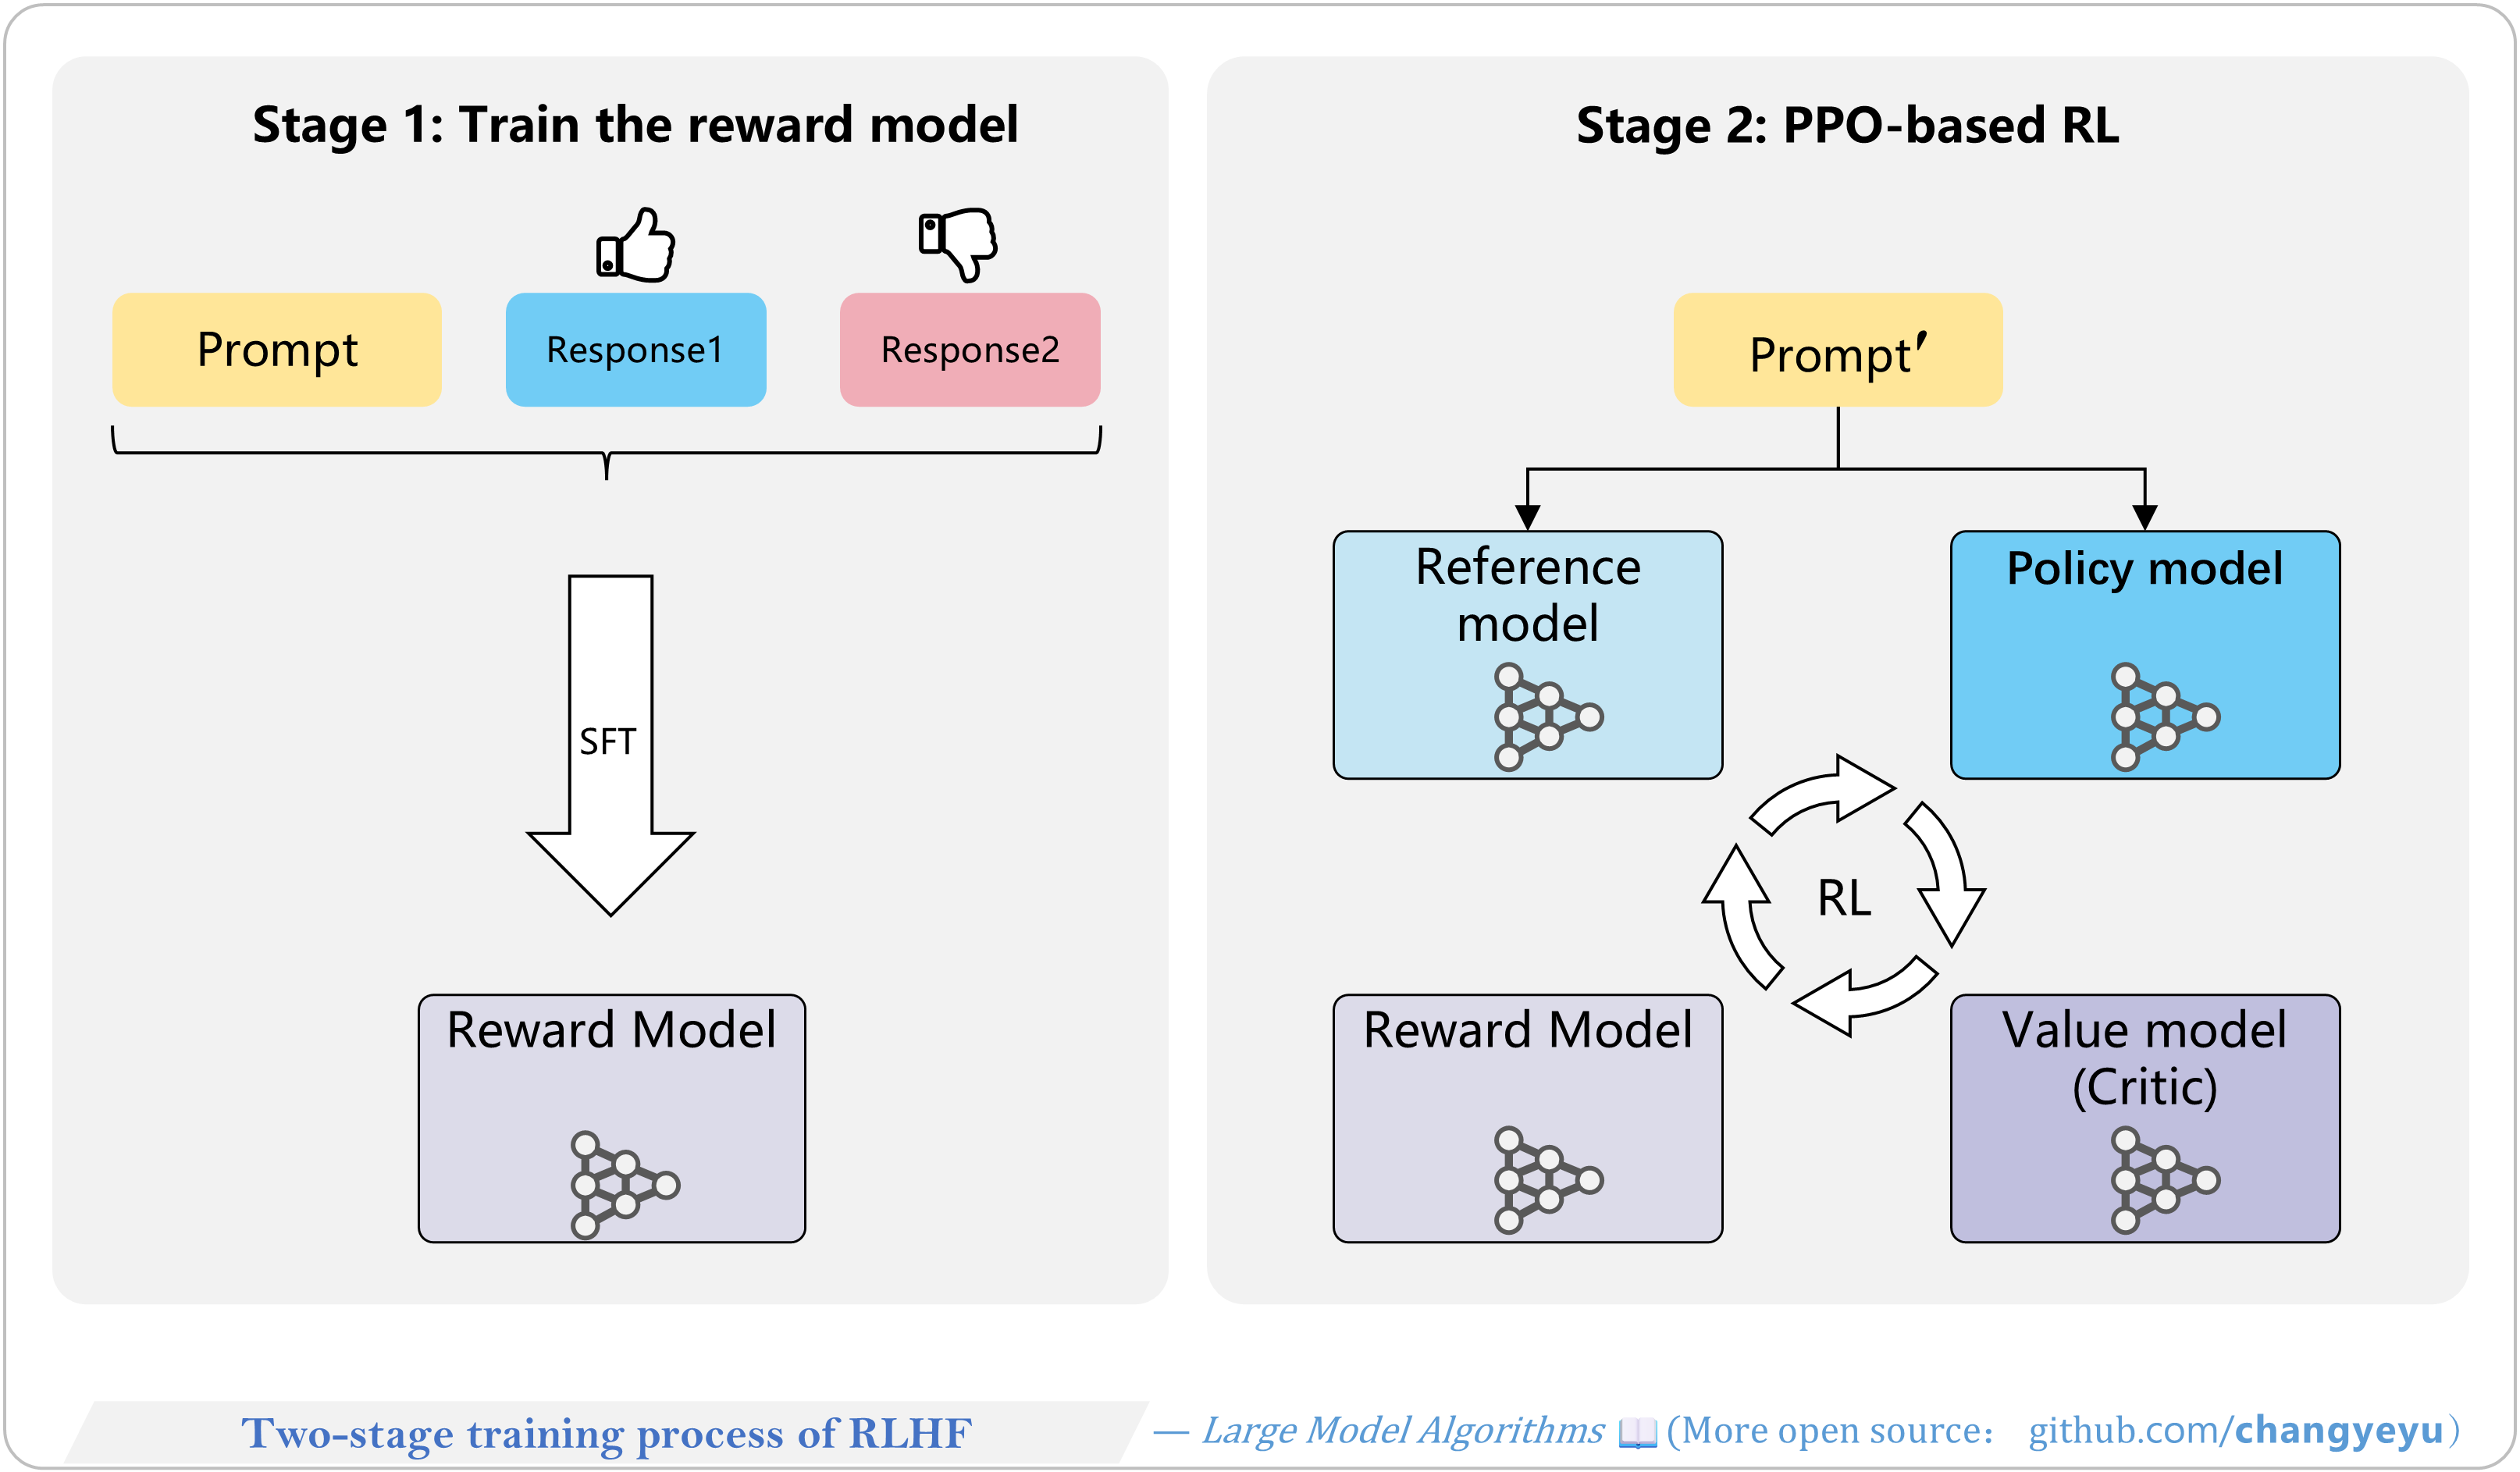 Stage 1: Train the reward model
Prompt
Response1
Response2
SFT
Reward Model
Stage 2: PPO-based RL
Prompt′
Reference
model
Policy model
RL
Reward Model
Value model
(Critic)
Two-stage training process of RLHF
— Large Model Algorithms 📖 (More open source： github.com/changyeyu)